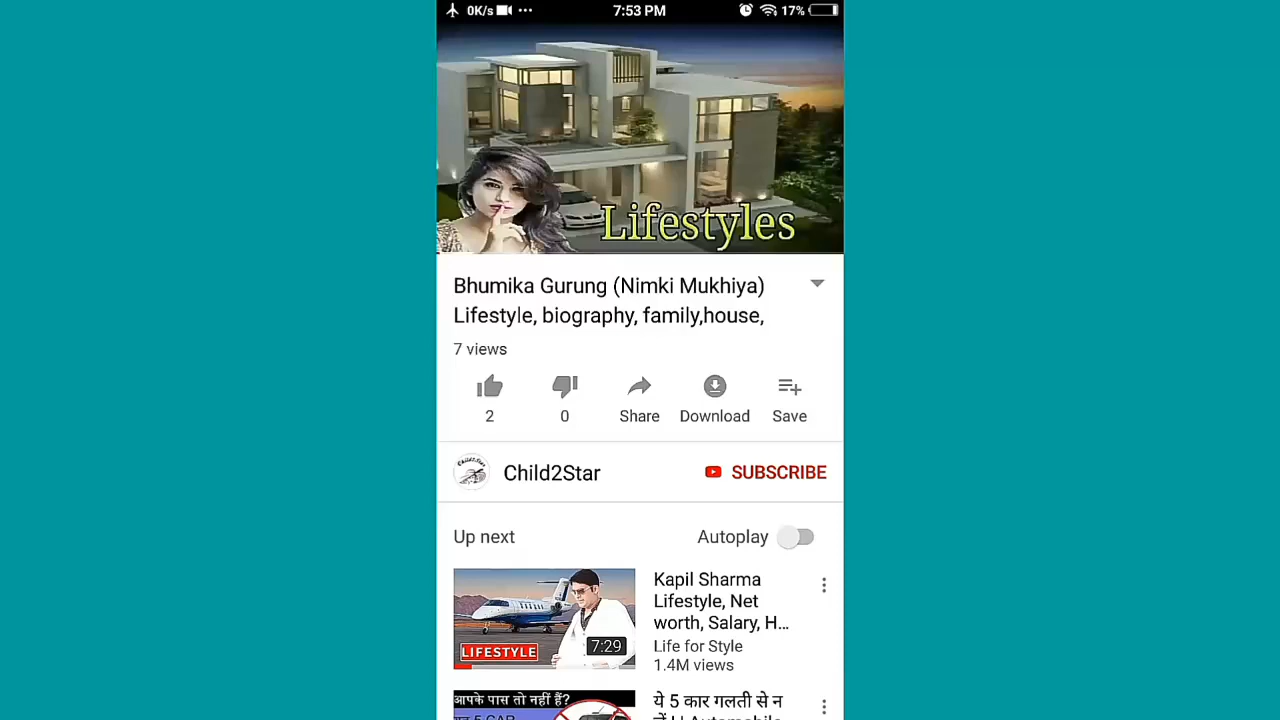 0K/s ... 7:53 PM 17%
Lifestyles
Bhumika Gurung (Nimki Mukhiya)
Lifestyle, biography, family,house,
7 views
2 0 Share Download Save
Child2Star SUBSCRIBE
Up next Autoplay
Kapil Sharma
Lifestyle, Net
worth, Salary, H...
Life for Style
1.4M views
LIFESTYLE 7:29
आपके पास तो नहीं हैं?
ये 5 कार गलती से न